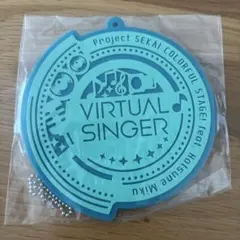 Project SEKAI COLORFUL STAGE! feat. Hatsune Miku
VIRTUAL
SINGER